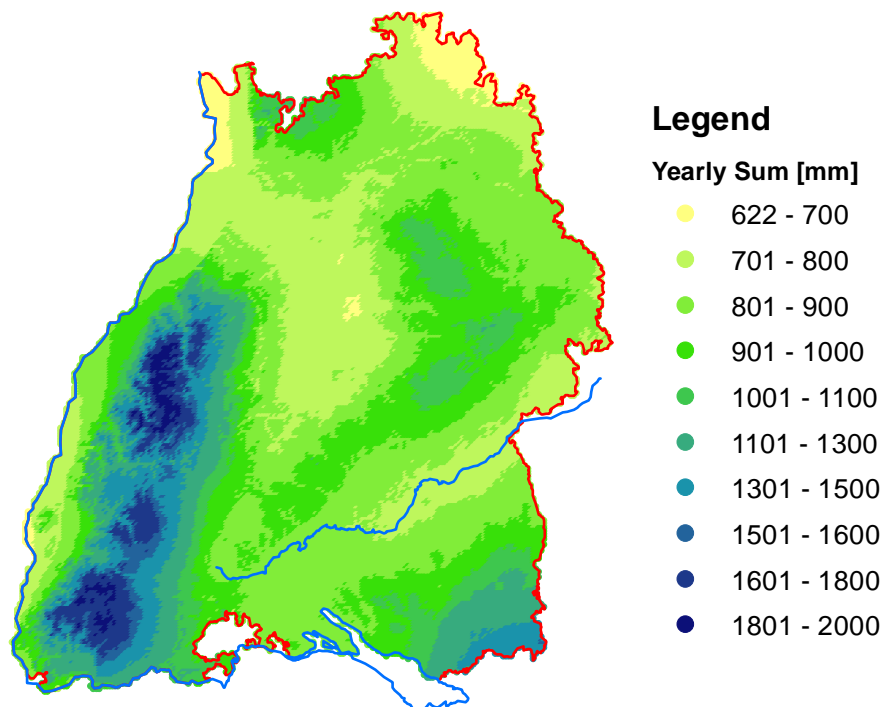 Legend
Yearly Sum [mm]
622 - 700
701 - 800
801 - 900
901 - 1000
1001 - 1100
1101 - 1300
1301 - 1500
1501 - 1600
1601 - 1800
1801 - 2000